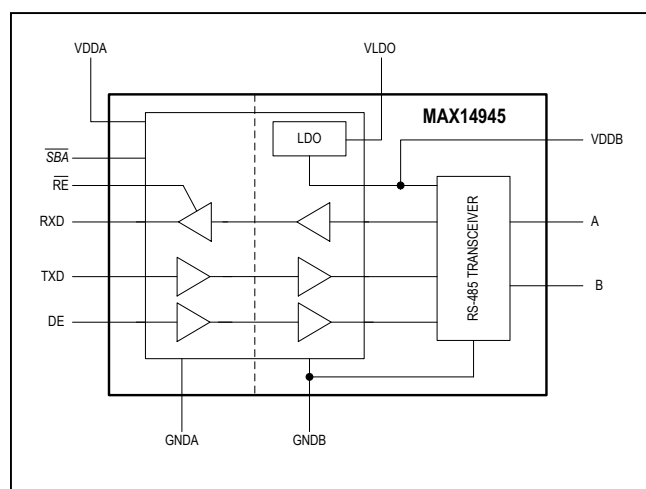 VDDA
VLDO
MAX14945
LDO
VDDB
SBA
RE
RXD
A
TXD
B
DE
RS-485 TRANSCEIVER
GNDA
GNDB